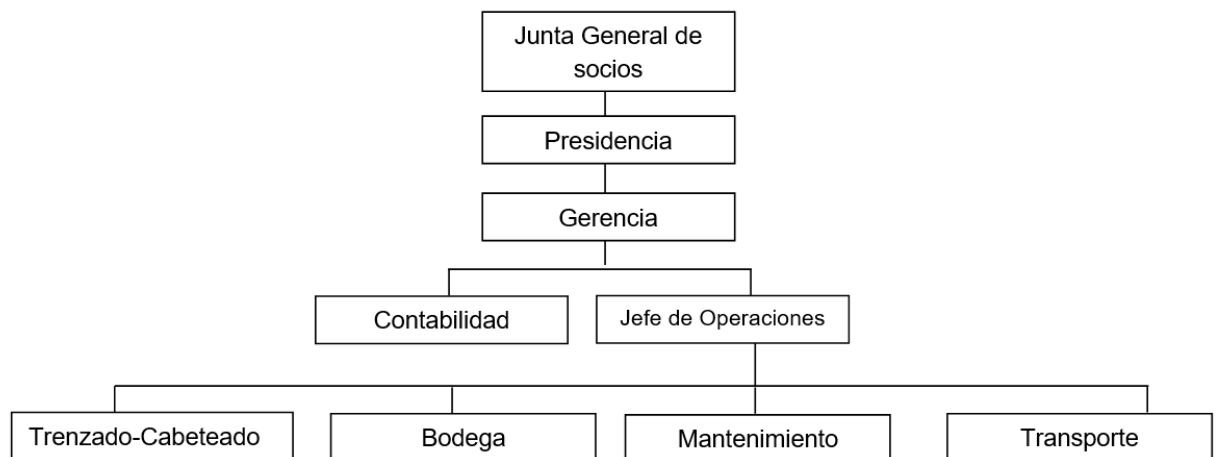 Junta General de
socios
Presidencia
Gerencia
Contabilidad
Jefe de Operaciones
Trenzado-Cabeteado
Bodega
Mantenimiento
Transporte